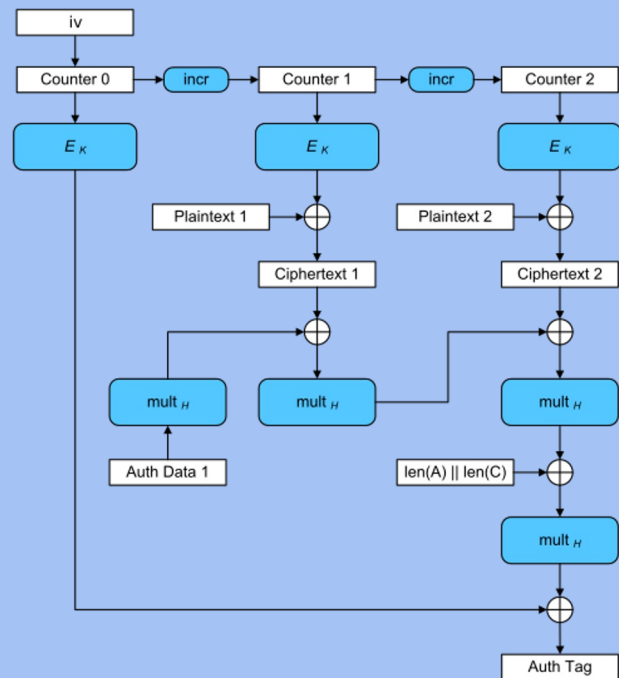 iv
Counter 0
incr
Counter 1
incr
Counter 2
E K
E K
E K
Plaintext 1
Plaintext 2
Ciphertext 1
Ciphertext 2
mult H
mult H
mult H
Auth Data 1
len(A) || len(C)
mult H
Auth Tag